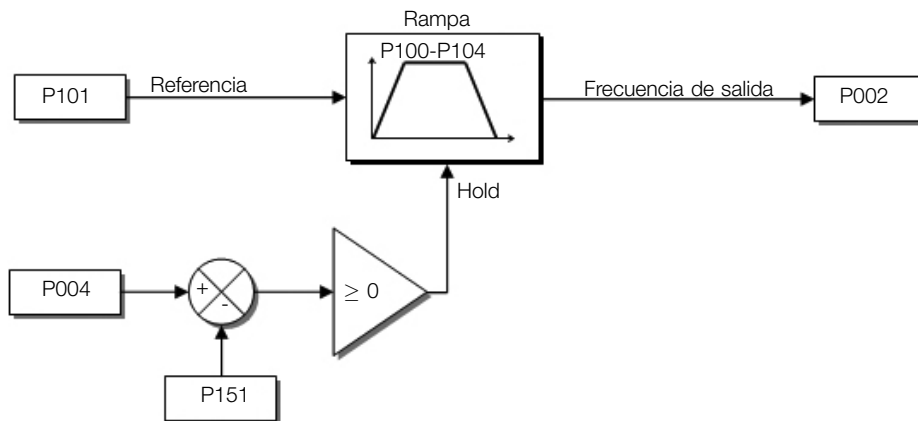 Rampa
P100-P104
P101
Referencia
Frecuencia de salida
P002
Hold
P004
+
-
≥ 0
P151